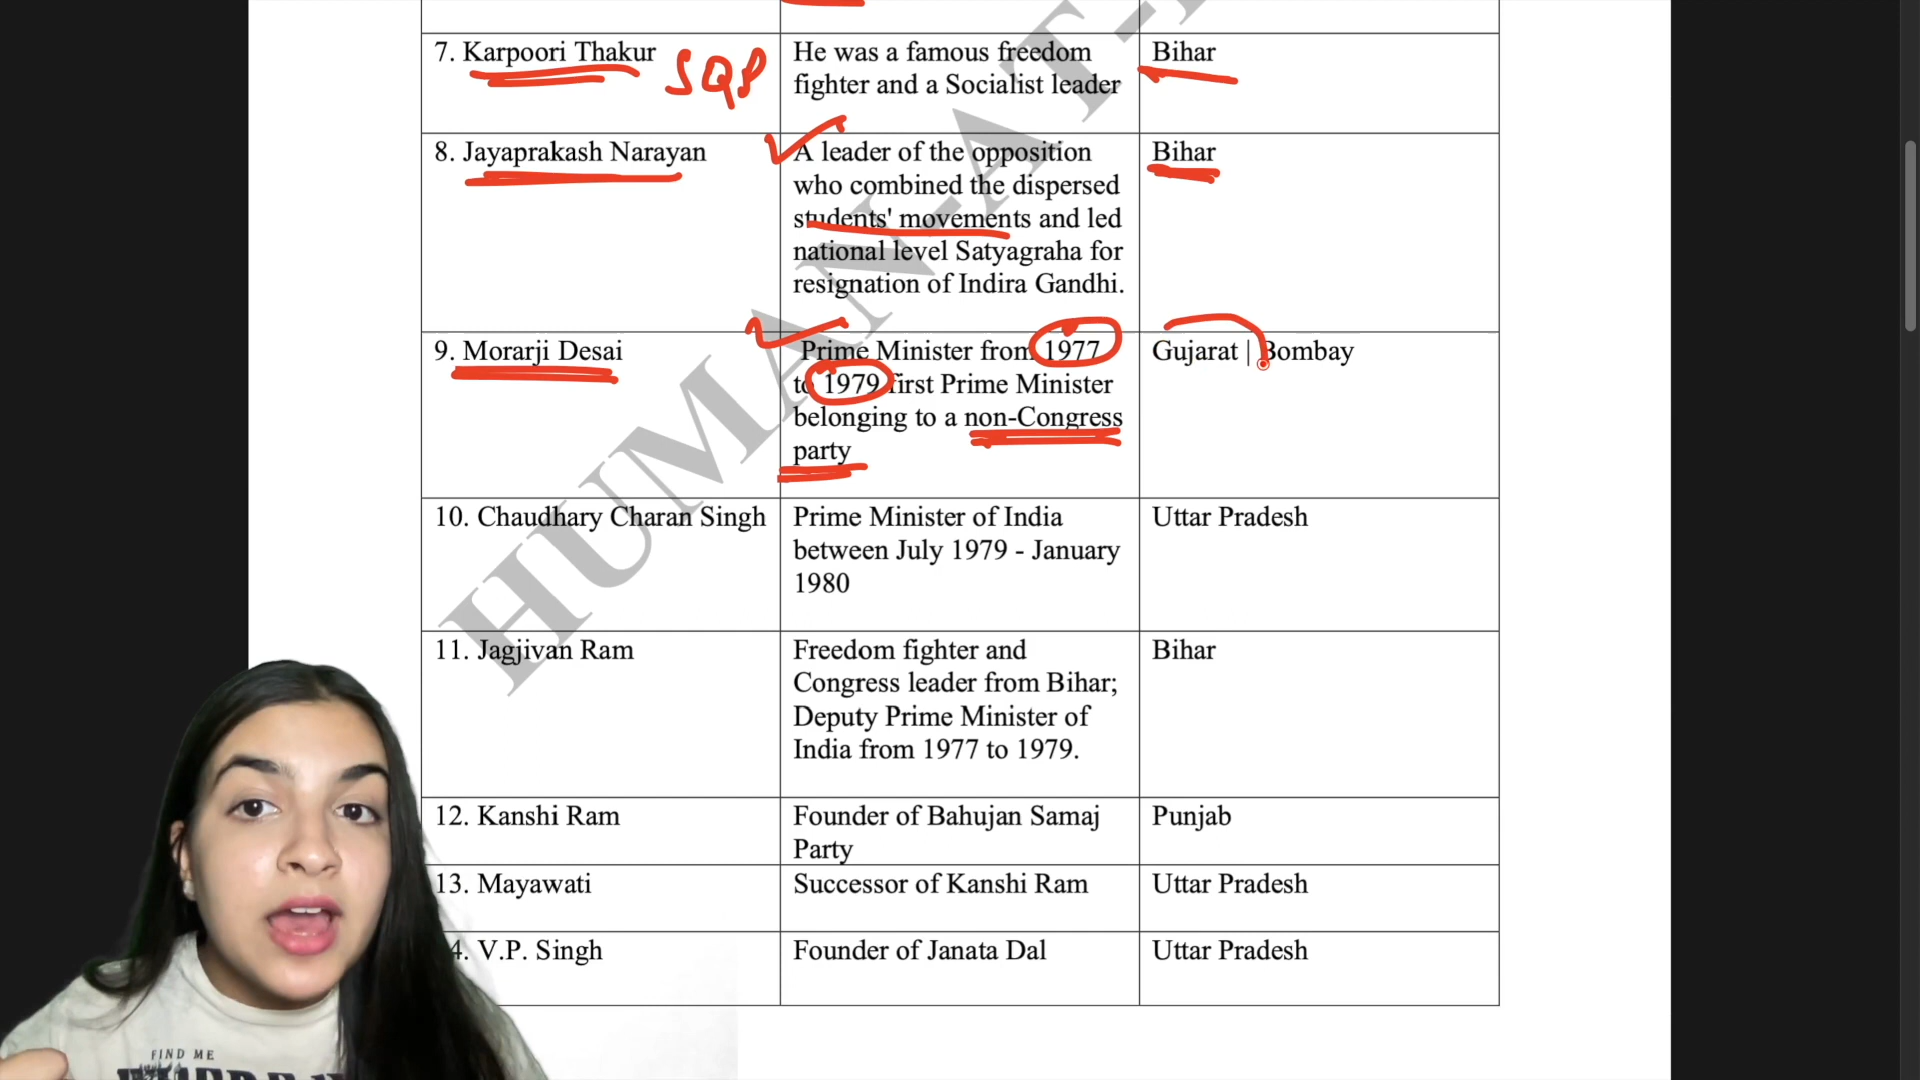 7. Karpoori Thakur
SQP
He was a famous freedom
fighter and a Socialist leader
Bihar
8. Jayaprakash Narayan
A leader of the opposition
who combined the dispersed
students' movements and led
national level Satyagraha for
resignation of Indira Gandhi.
Bihar
9. Morarji Desai
Prime Minister from 1977
to 1979 first Prime Minister
belonging to a non-Congress
party
Gujarat | Bombay
10. Chaudhary Charan Singh
Prime Minister of India
between July 1979 - January
1980
Uttar Pradesh
11. Jagjivan Ram
Freedom fighter and
Congress leader from Bihar;
Deputy Prime Minister of
India from 1977 to 1979.
Bihar
12. Kanshi Ram
Founder of Bahujan Samaj
Party
Punjab
13. Mayawati
Successor of Kanshi Ram
Uttar Pradesh
4. V.P. Singh
Founder of Janata Dal
Uttar Pradesh
HUMAN-AT-
FIND ME